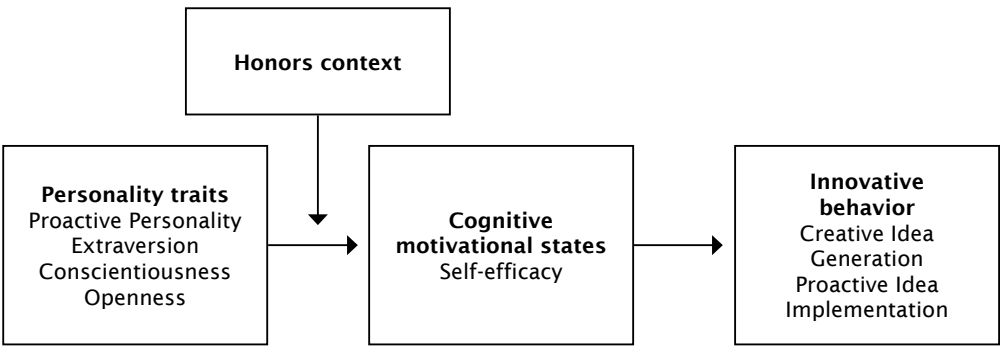 Honors context
Personality traits
Proactive Personality
Extraversion
Conscientiousness
Openness
Cognitive
motivational states
Self-efficacy
Innovative
behavior
Creative Idea
Generation
Proactive Idea
Implementation